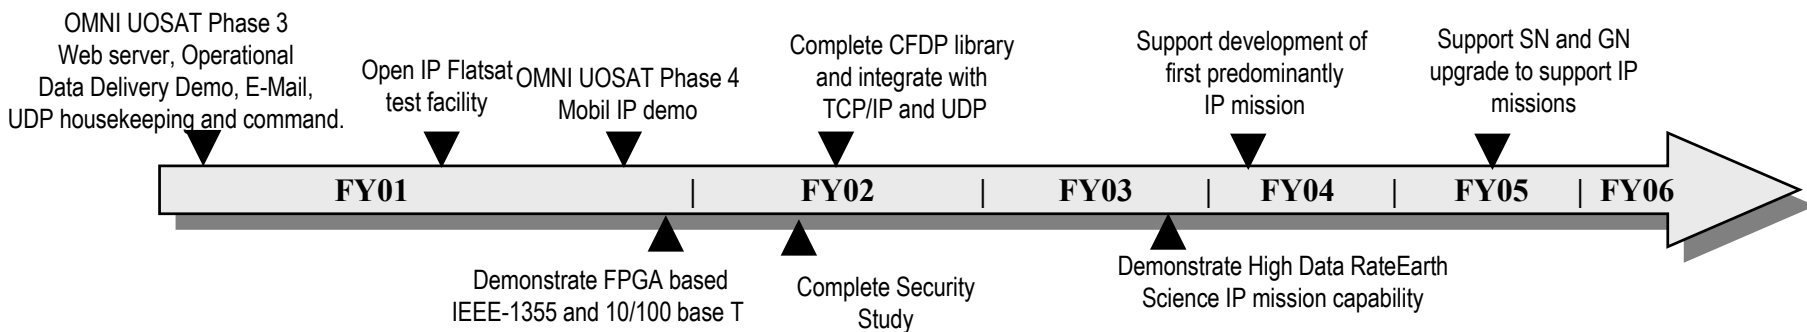 OMNI UOSAT Phase 3
Web server, Operational
Data Delivery Demo, E-Mail,
UDP housekeeping and command.
Open IP Flatsat
test facility
OMNI UOSAT Phase 4
Mobil IP demo
Complete CFDP library
and integrate with
TCP/IP and UDP
Support development of
first predominantly
IP mission
Support SN and GN
upgrade to support IP
missions
FY01 | FY02 | FY03 | FY04 | FY05 | FY06
Demonstrate FPGA based
IEEE-1355 and 10/100 base T
Complete Security
Study
Demonstrate High Data RateEarth
Science IP mission capability